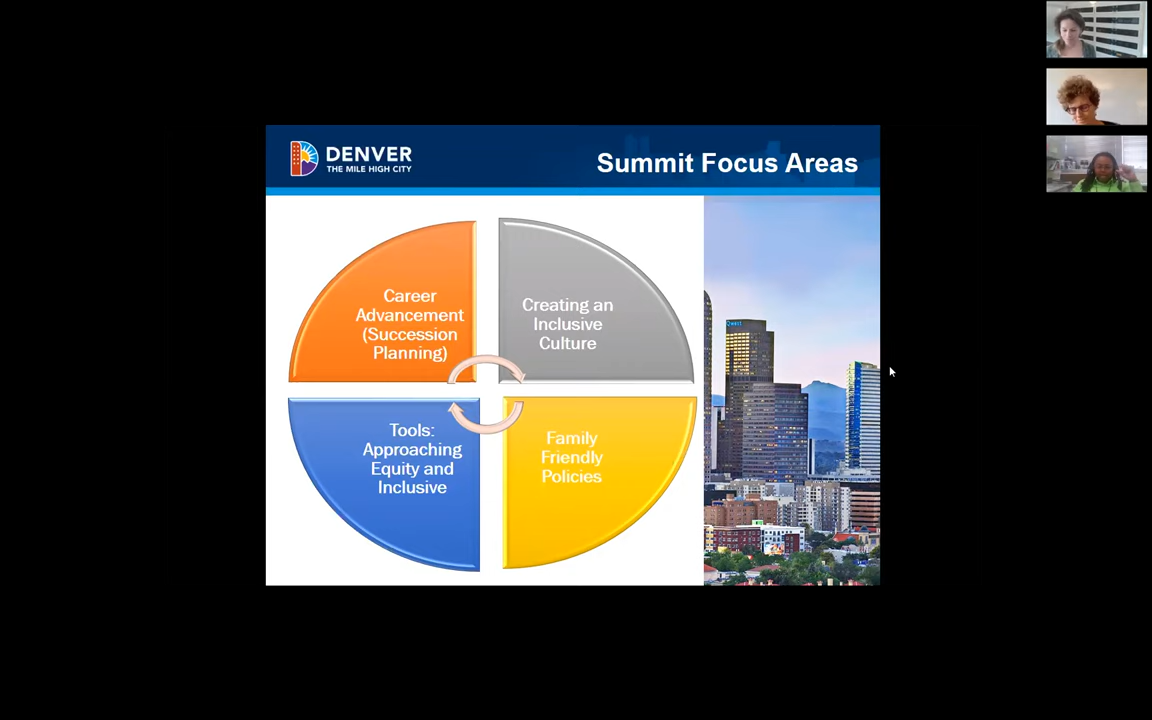 DENVER
THE MILE HIGH CITY
Summit Focus Areas
Career
Advancement
(Succession
Planning)
Creating an
Inclusive
Culture
Tools:
Approaching
Equity and
Inclusive
Family
Friendly
Policies
Qwest